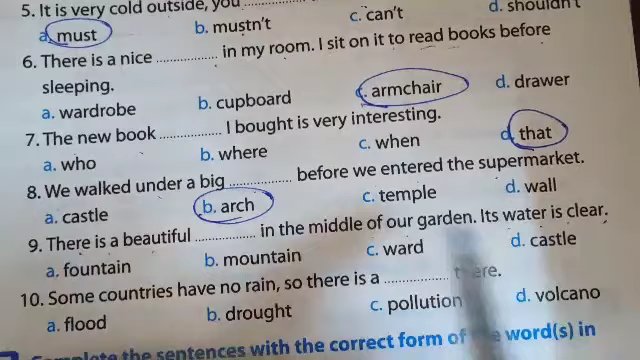 5. It is very cold outside, you ..............
a. must b. mustn't c. can't d. shouldn't
6. There is a nice ................ in my room. I sit on it to read books before
sleeping.
a. wardrobe b. cupboard c. armchair d. drawer
7. The new book ................ I bought is very interesting.
a. who b. where c. when d. that
8. We walked under a big ................ before we entered the supermarket.
a. castle b. arch c. temple d. wall
9. There is a beautiful ................ in the middle of our garden. Its water is clear.
a. fountain b. mountain c. ward d. castle
10. Some countries have no rain, so there is a ................ there.
a. flood b. drought c. pollution d. volcano
Complete the sentences with the correct form of the word(s) in